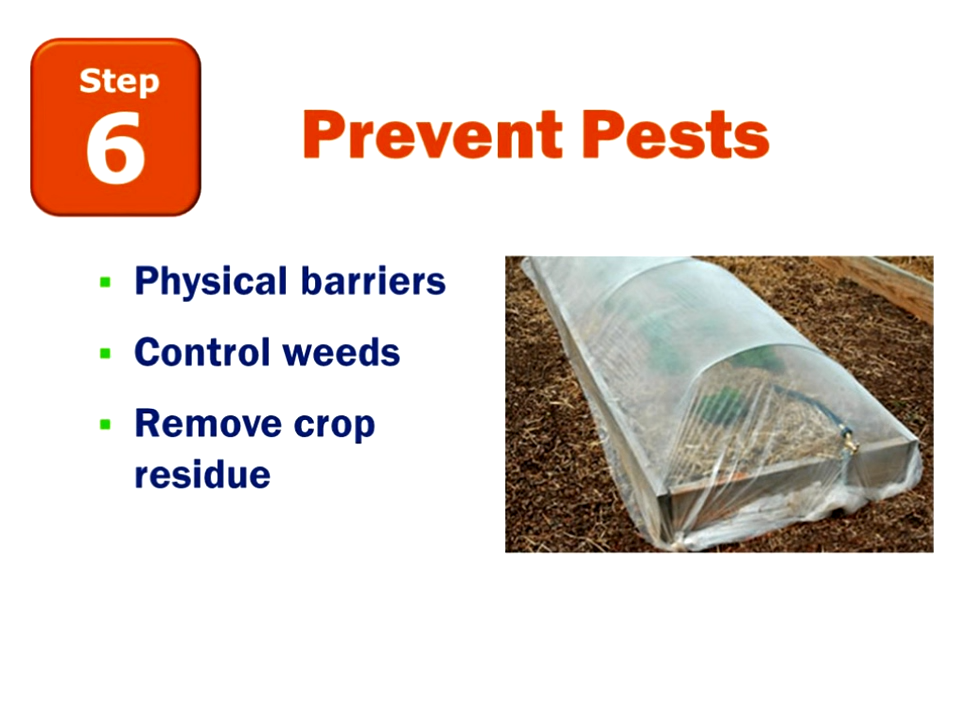 Step
6
Prevent Pests
Physical barriers
Control weeds
Remove crop
residue